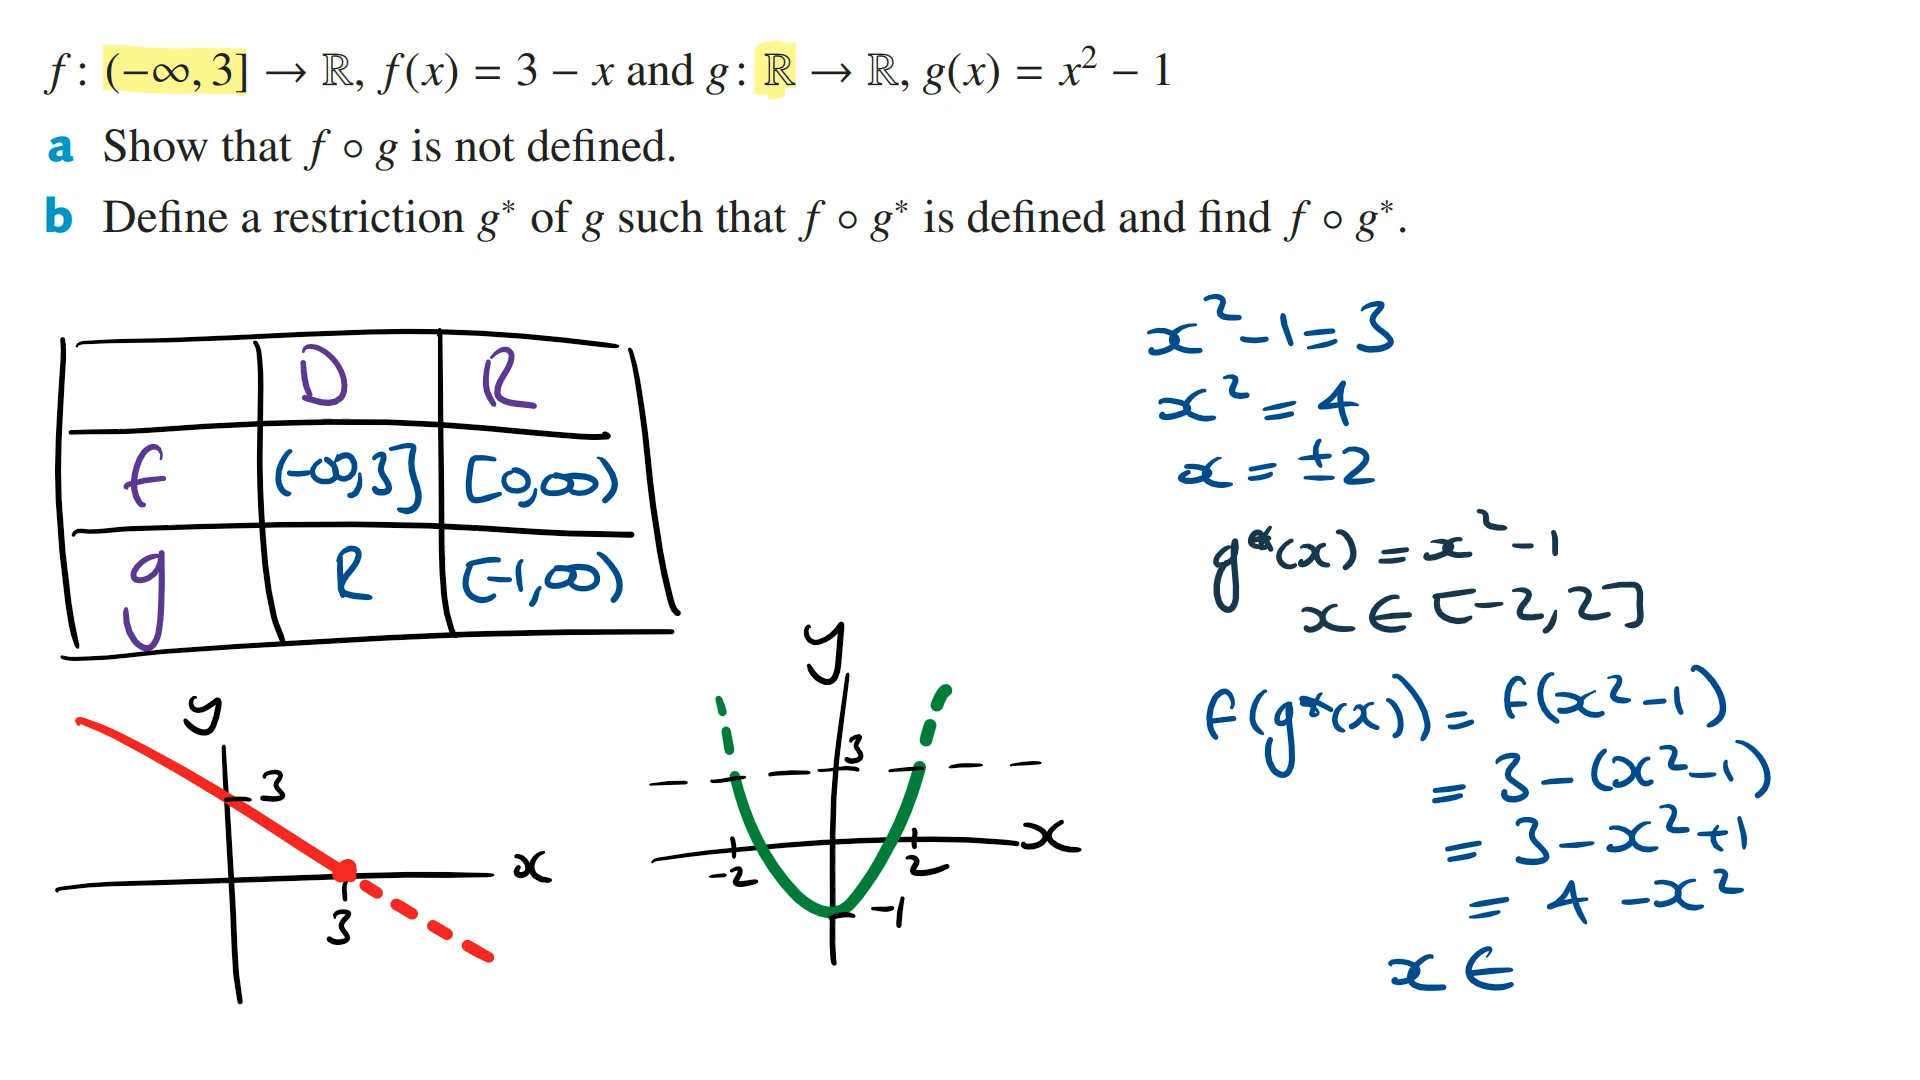 f : (−∞, 3] → ℝ, f(x) = 3 − x and g : ℝ → ℝ, g(x) = x² − 1
a Show that f ∘ g is not defined.
b Define a restriction g* of g such that f ∘ g* is defined and find f ∘ g*.
D R
f (-∞,3] [0,∞)
g R [-1,∞)
y
3
x
3
y
3
x
-2 2
-1
x²-1=3
x²=4
x=±2
g*(x)=x²-1
x∈[-2,2]
f(g*(x))=f(x²-1)
=3-(x²-1)
=3-x²+1
=4-x²
x∈